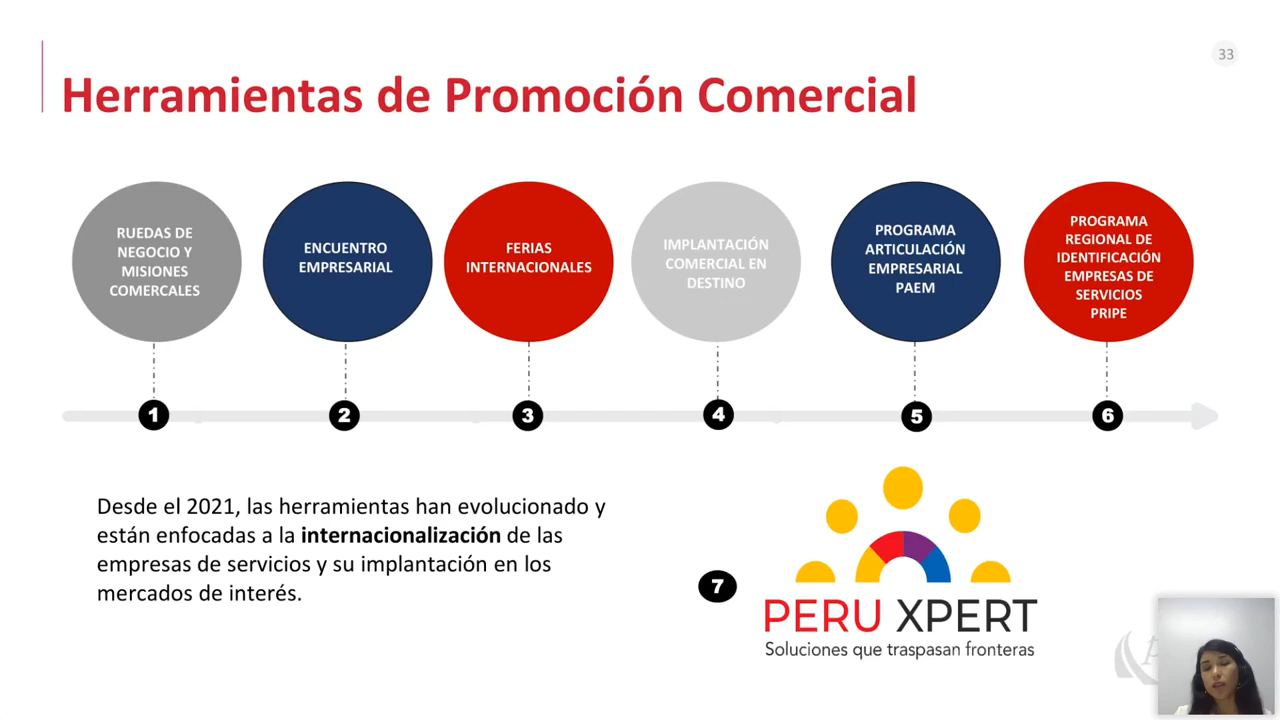 33
Herramientas de Promoción Comercial
RUEDAS DE
NEGOCIO Y
MISIONES
COMERCALES
ENCUENTRO
EMPRESARIAL
FERIAS
INTERNACIONALES
IMPLANTACIÓN
COMERCIAL EN
DESTINO
PROGRAMA
ARTICULACIÓN
EMPRESARIAL
PAEM
PROGRAMA
REGIONAL DE
IDENTIFICACIÓN
EMPRESAS DE
SERVICIOS
PRIPE
1
2
3
4
5
6
Desde el 2021, las herramientas han evolucionado y
están enfocadas a la internacionalización de las
empresas de servicios y su implantación en los
mercados de interés.
7
PERU XPERT
Soluciones que traspasan fronteras